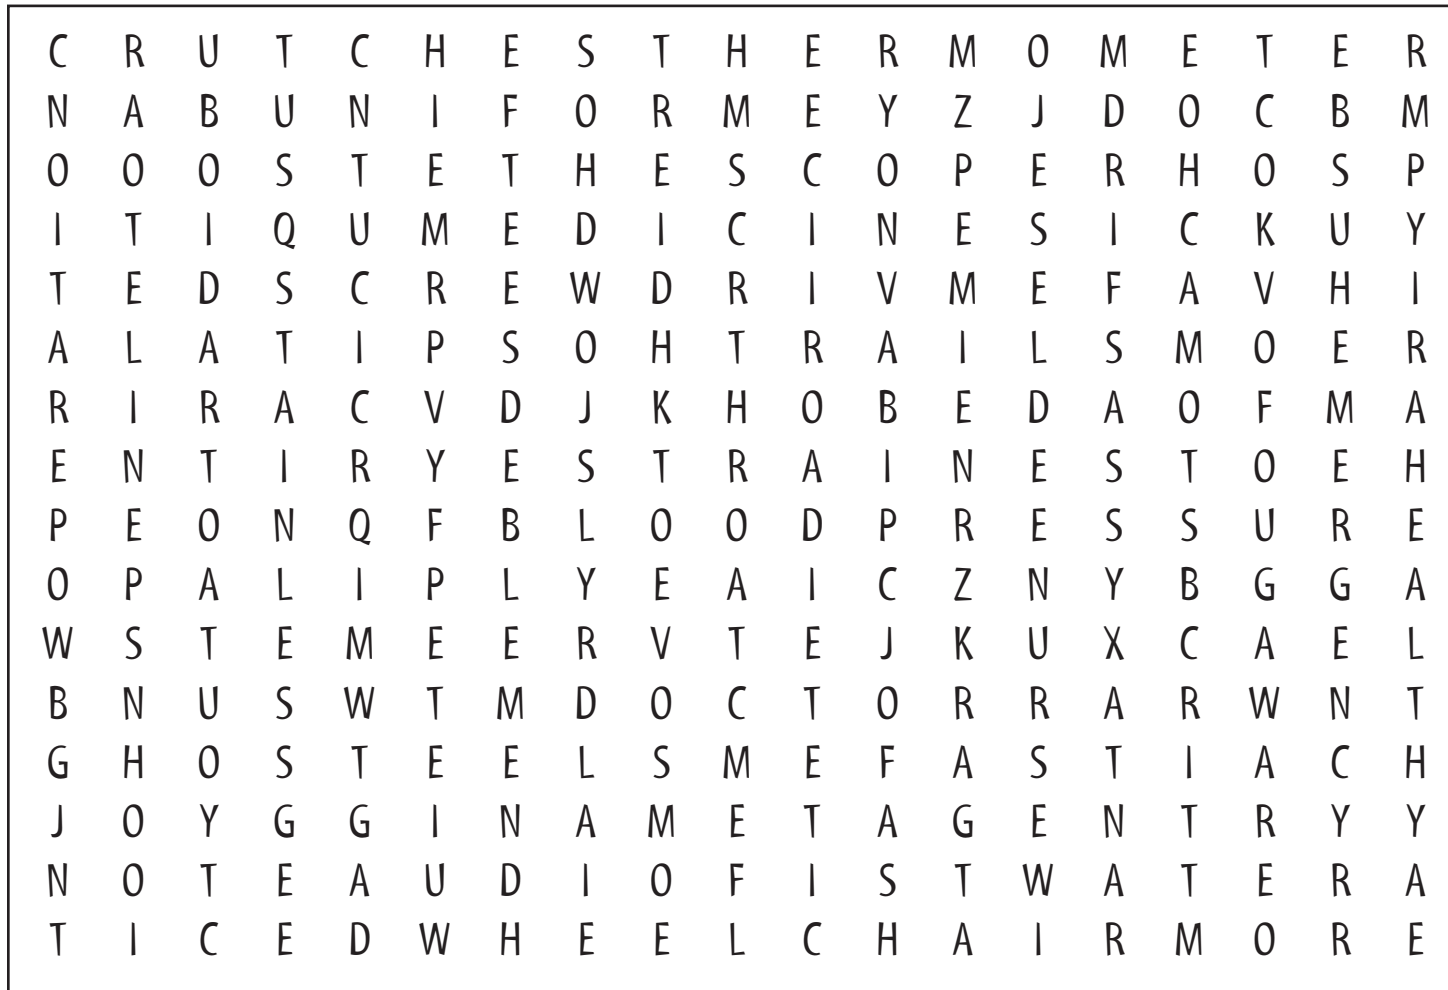 C R U T C H E S T H E R M O M E T E R
N A B U N I F O R M E Y Z J D O C B M
O O O S T E T H E S C O P E R H O S P
I T I Q U M E D I C I N E S I C K U Y
T E D S C R E W D R I V M E F A V H I
A L A T I P S O H T R A I L S M O E R
R I R A C V D J K H O B E D A O F M A
E N T I R Y E S T R A I N E S T O E H
P E O N Q F B L O O D P R E S S U R E
O P A L I P L Y E A I C Z N Y B G G A
W S T E M E E R V T E J K U X C A E L
B N U S W T M D O C T O R R A R W N T
G H O S T E E L S M E F A S T I A C H
J O Y G G I N A M E T A G E N T R Y Y
N O T E A U D I O F I S T W A T E R A
T I C E D W H E E L C H A I R M O R E